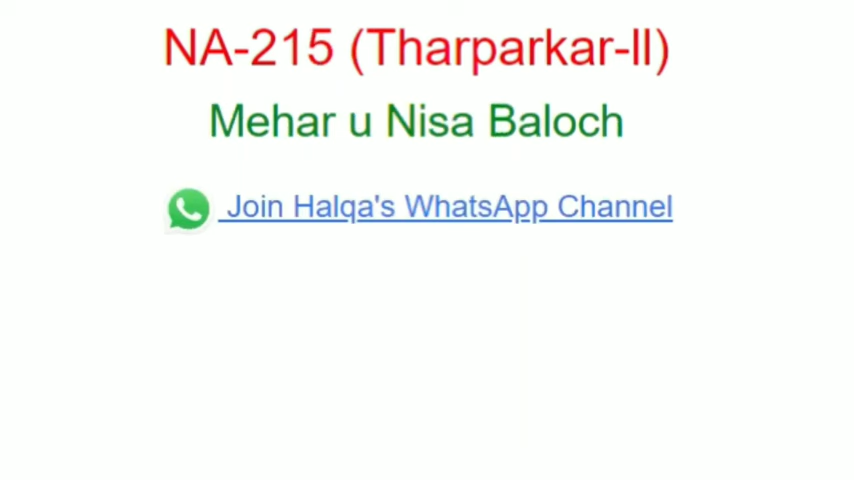 NA-215 (Tharparkar-II)
Mehar u Nisa Baloch
Join Halqa's WhatsApp Channel